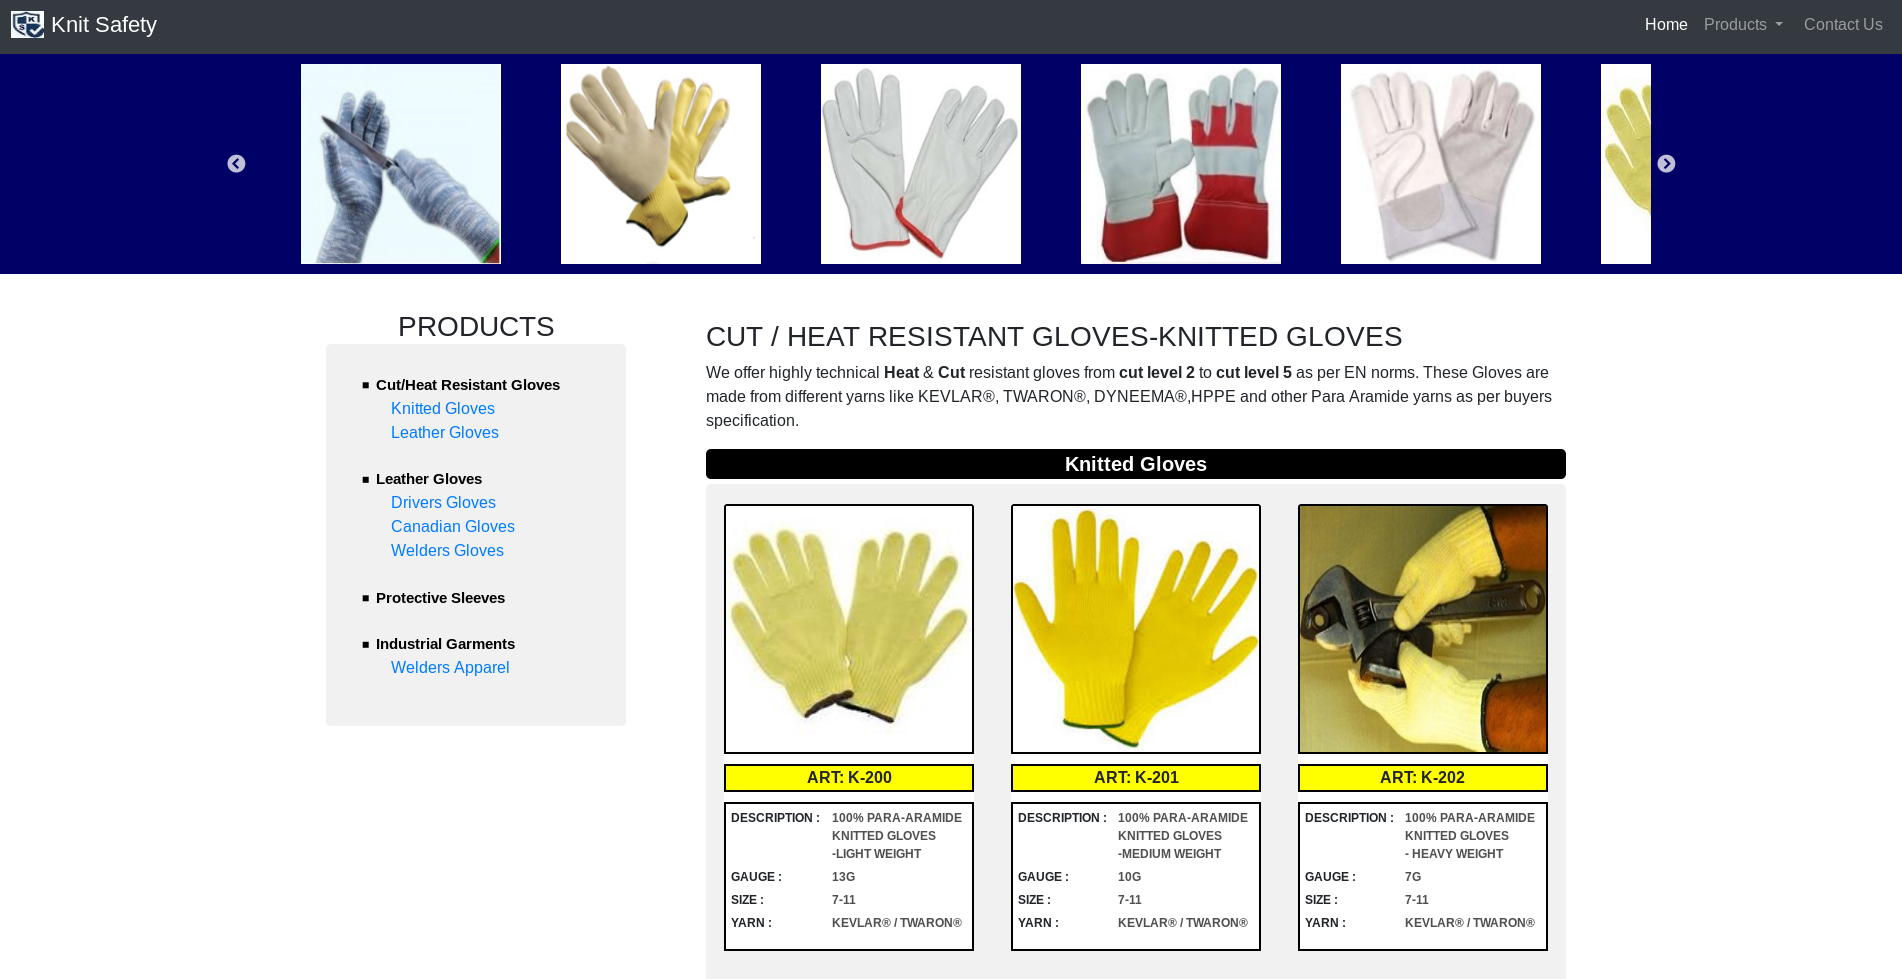 Knit Safety
Home
Products
Contact Us
PRODUCTS
Cut/Heat Resistant Gloves
Knitted Gloves
Leather Gloves
Leather Gloves
Drivers Gloves
Canadian Gloves
Welders Gloves
Protective Sleeves
Industrial Garments
Welders Apparel
CUT / HEAT RESISTANT GLOVES-KNITTED GLOVES
We offer highly technical Heat & Cut resistant gloves from cut level 2 to cut level 5 as per EN norms. These Gloves are
made from different yarns like KEVLAR®, TWARON®, DYNEEMA®,HPPE and other Para Aramide yarns as per buyers
specification.
Knitted Gloves
ART: K-200
DESCRIPTION : 100% PARA-ARAMIDE
KNITTED GLOVES
-LIGHT WEIGHT
GAUGE : 13G
SIZE : 7-11
YARN : KEVLAR® / TWARON®
ART: K-201
DESCRIPTION : 100% PARA-ARAMIDE
KNITTED GLOVES
-MEDIUM WEIGHT
GAUGE : 10G
SIZE : 7-11
YARN : KEVLAR® / TWARON®
ART: K-202
DESCRIPTION : 100% PARA-ARAMIDE
KNITTED GLOVES
- HEAVY WEIGHT
GAUGE : 7G
SIZE : 7-11
YARN : KEVLAR® / TWARON®